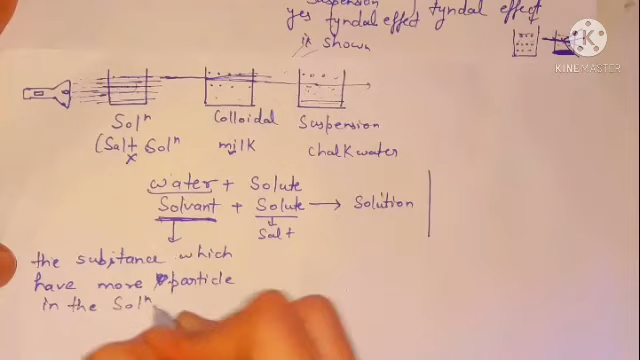 Suspension
yes tyndal effect
is shown
tyndal effect
KINEMASTER
Solⁿ
(Salt Solⁿ
Colloidal
milk
Suspension
chalk water
water + Solute
Solvant + Solute → Solution
Salt
the substance which
have more particle
in the Solⁿ